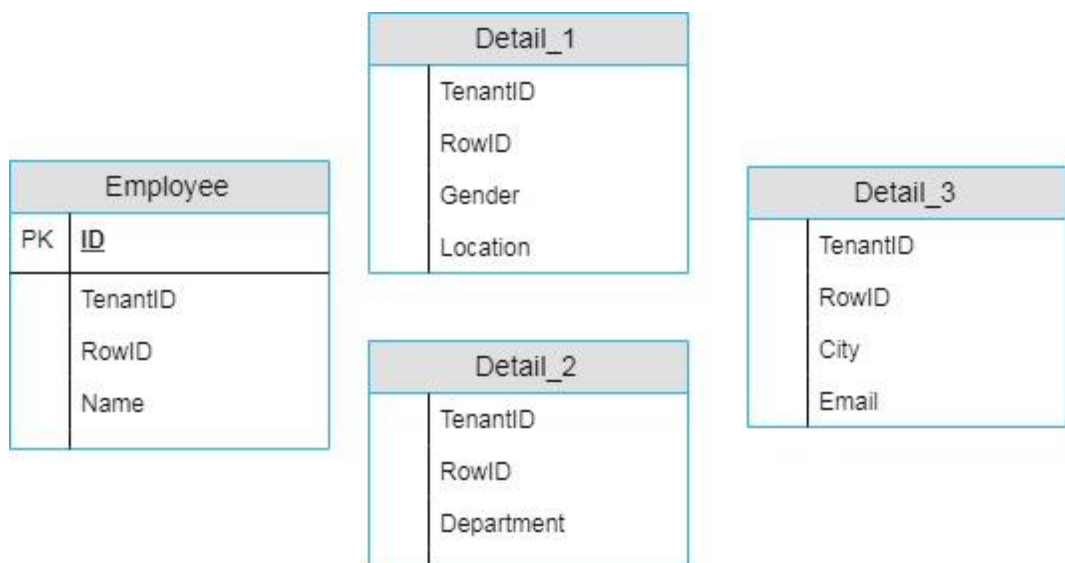 Employee
PK ID
TenantID
RowID
Name
Detail_1
TenantID
RowID
Gender
Location
Detail_2
TenantID
RowID
Department
Detail_3
TenantID
RowID
City
Email